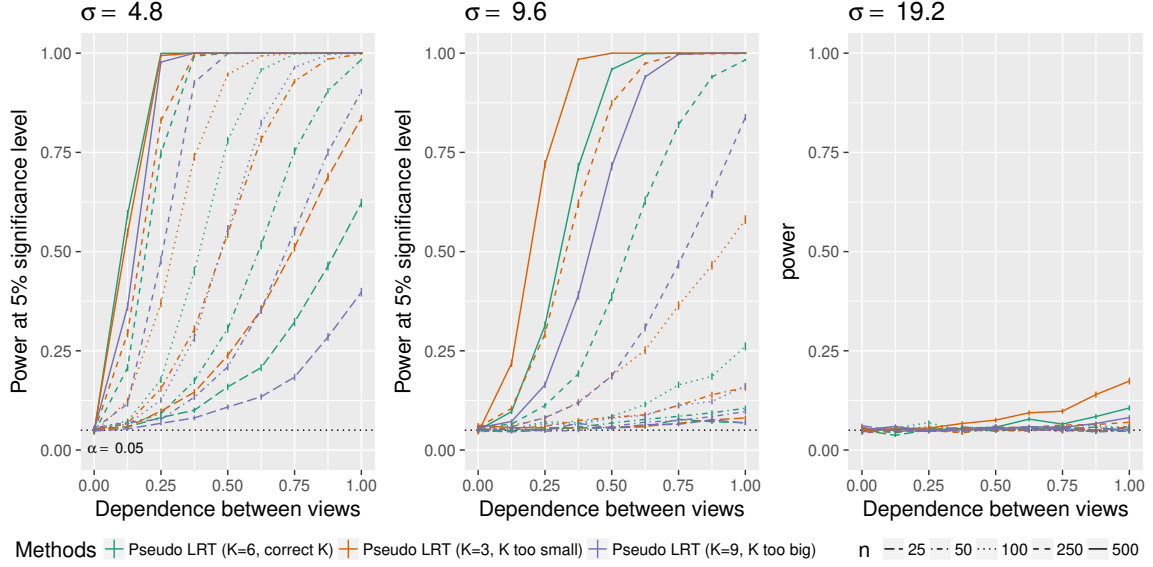 σ = 4.8
σ = 9.6
σ = 19.2
Power at 5% significance level
1.00
0.75
0.50
0.25
0.00
α = 0.05
0.00 0.25 0.50 0.75 1.00
Dependence between views
Power at 5% significance level
1.00
0.75
0.50
0.25
0.00
0.00 0.25 0.50 0.75 1.00
Dependence between views
power
1.00
0.75
0.50
0.25
0.00
0.00 0.25 0.50 0.75 1.00
Dependence between views
Methods Pseudo LRT (K=6, correct K) Pseudo LRT (K=3, K too small) Pseudo LRT (K=9, K too big) n 25 50 100 250 500